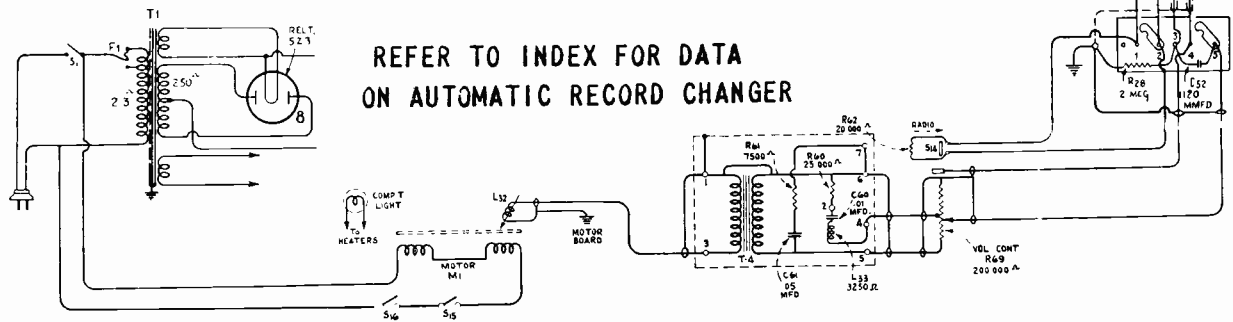 T1
RELT.
523
F1
S1
2.3 Ω
250 Ω
8
REFER TO INDEX FOR DATA
ON AUTOMATIC RECORD CHANGER
1
2
3
4
5
R28
2 MEG
C52
1120
MMFD
R62
20 000 Ω
RADIO
S14
R61
7500 Ω
R60
25 000 Ω
7
6
1
C60
.01
MFD.
2
4
COMP'T
LIGHT
TO
HEATERS
L32
MOTOR
BOARD
3
T-4
5
VOL CONT
R69
200 000 Ω
MOTOR
M1
C61
.05
MFD
L33
3250 Ω
S16
S15